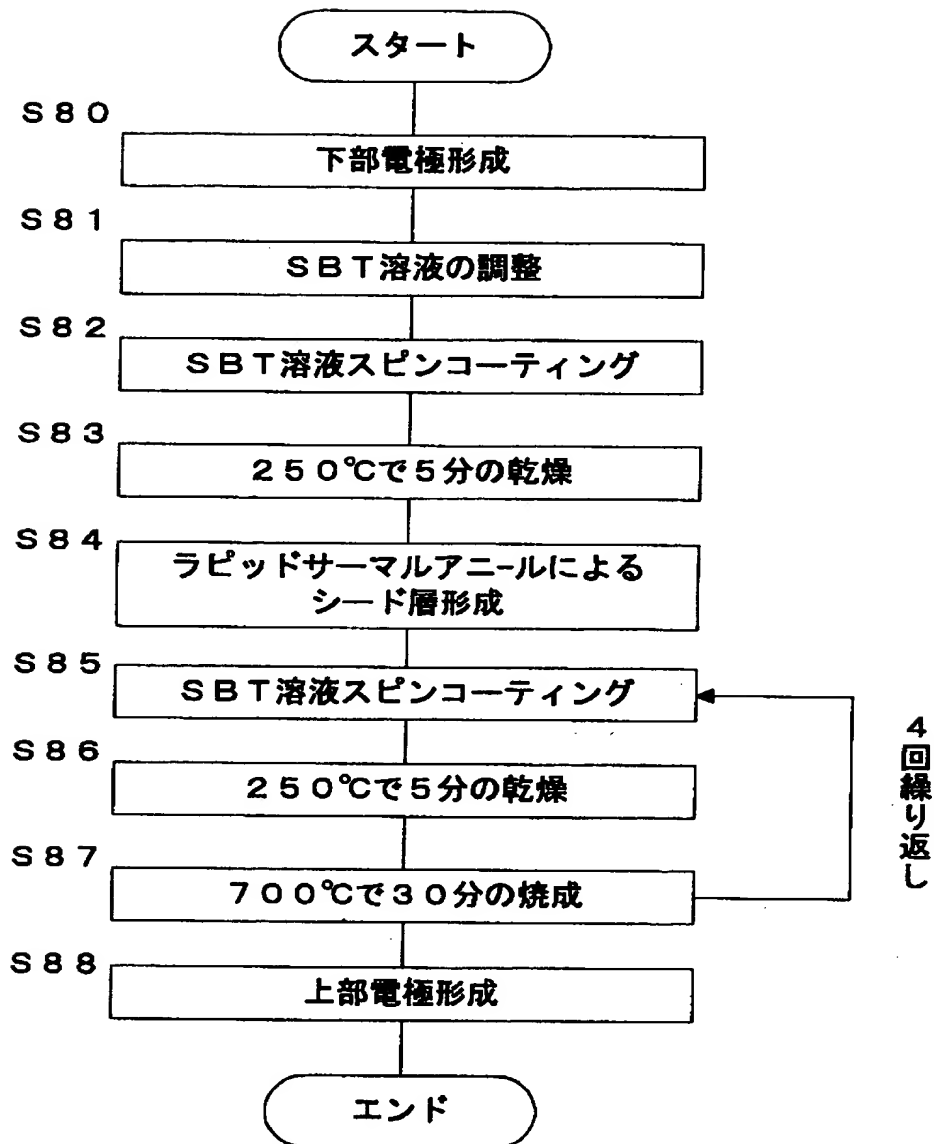 スタート
S80
下部電極形成
S81
SBT溶液の調整
S82
SBT溶液スピンコーティング
S83
250℃で5分の乾燥
S84
ラピッドサーマルアニールによる
シード層形成
S85
SBT溶液スピンコーティング
S86
250℃で5分の乾燥
S87
700℃で30分の焼成
4回繰り返し
S88
上部電極形成
エンド